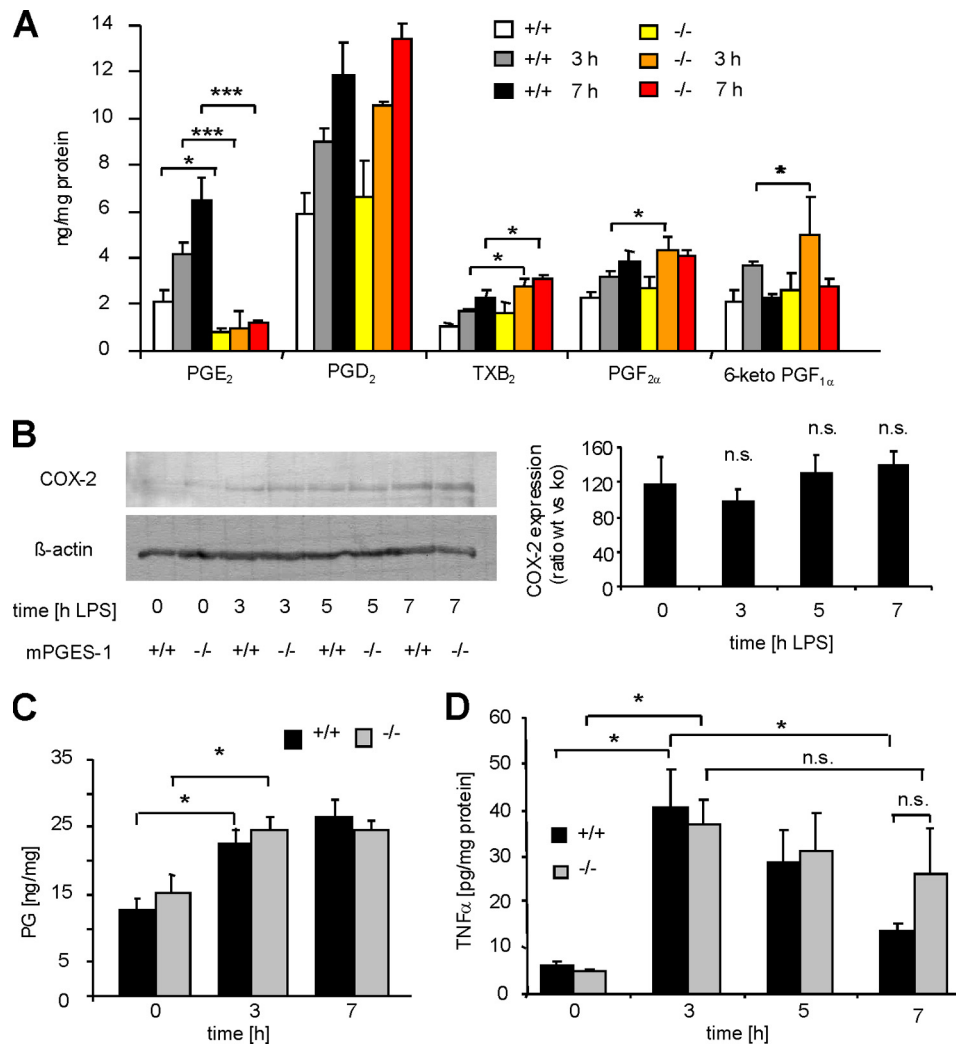 A
14
12
10
8
6
4
2
0
ng/mg protein
+/+
-/-
+/+ 3 h
-/- 3 h
+/+ 7 h
-/- 7 h
***
***
*
*
*
*
*
PGE2
PGD2
TXB2
PGF2α
6-keto PGF1α
B
COX-2
ß-actin
time [h LPS] 0 0 3 3 5 5 7 7
mPGES-1 +/+ -/- +/+ -/- +/+ -/- +/+ -/-
COX-2 expression
(ratio wt vs ko)
160
120
80
40
0
n.s.
n.s.
n.s.
0 3 5 7
time [h LPS]
C
+/+ -/-
35
25
15
5
0
PG [ng/mg]
*
*
0 3 7
time [h]
D
60
50
40
30
20
10
0
TNFα [pg/mg protein]
*
*
*
n.s.
n.s.
+/+
-/-
0 3 5 7
time [h]